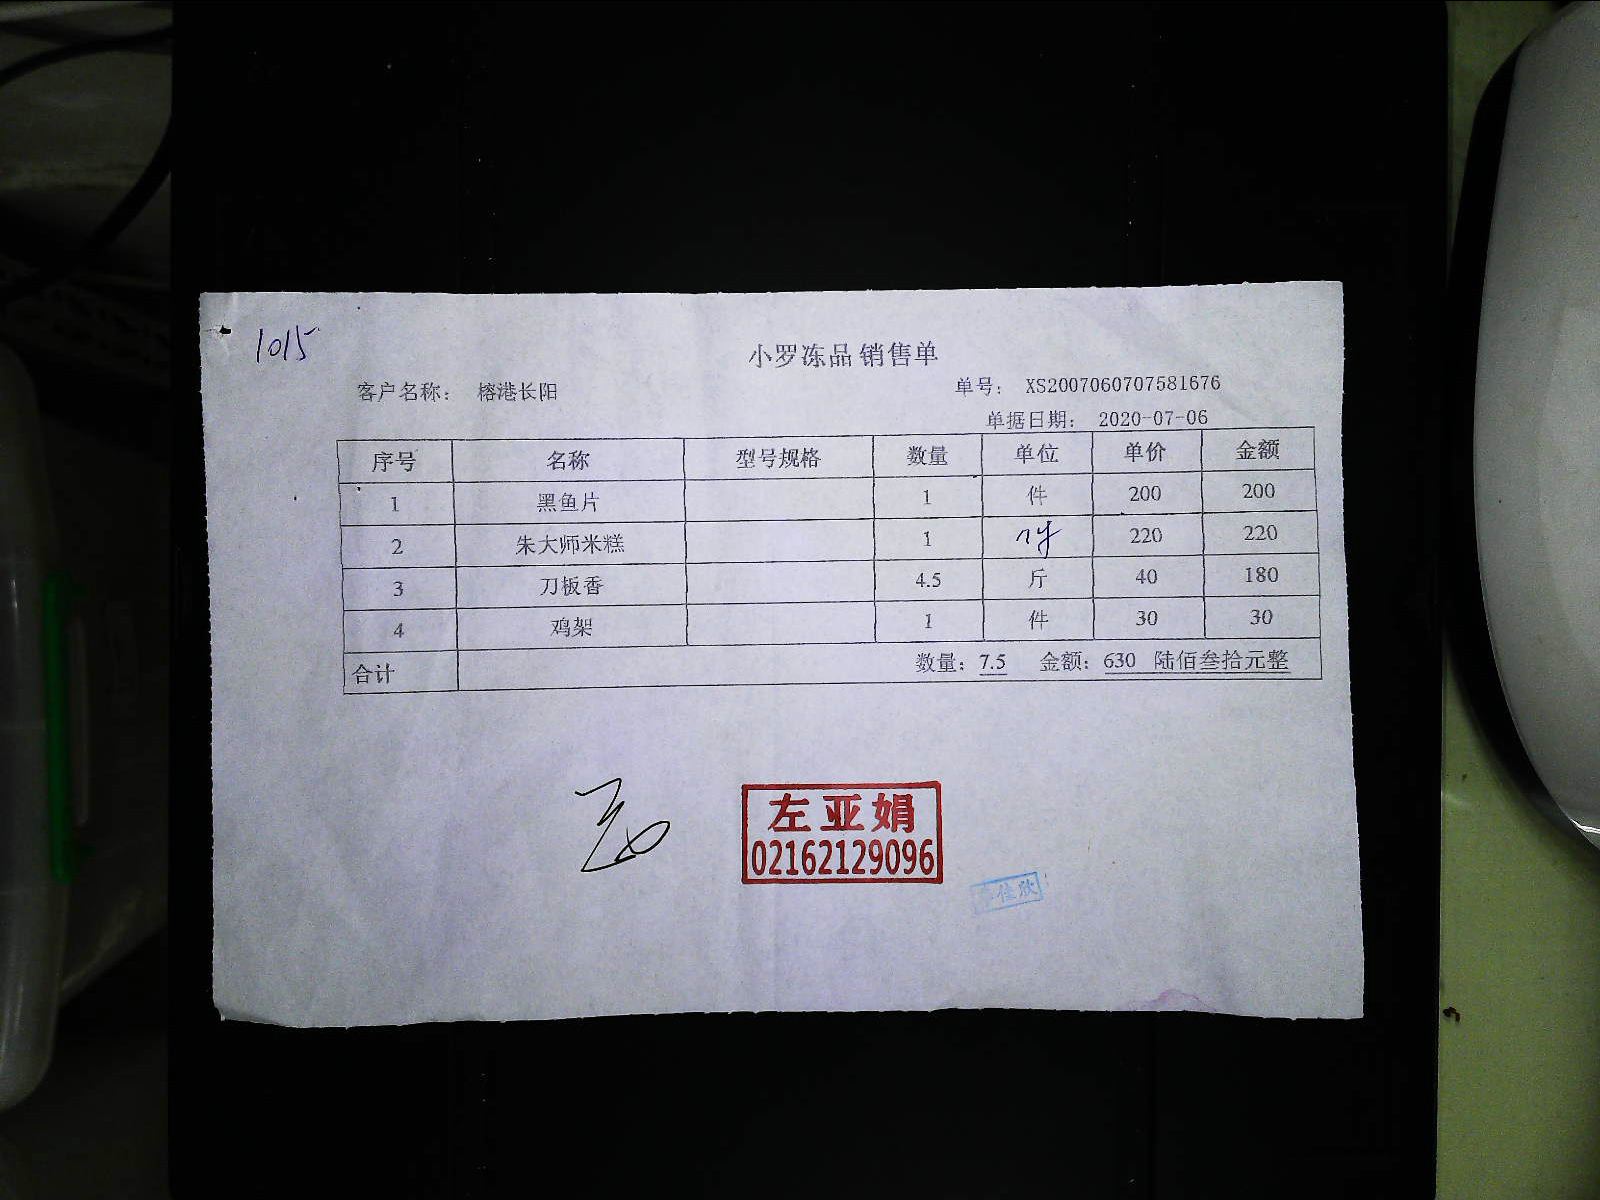 1015
小罗冻品 销售单
客户名称： 榕港长阳 单号： XS2007060707581676
单据日期： 2020-07-06
序号 名称 型号规格 数量 单位 单价 金额
1 黑鱼片 1 件 200 200
2 朱大师米糕 1 件 220 220
3 刀板香 4.5 斤 40 180
4 鸡架 1 件 30 30
合计 数量：7.5 金额：630 陆佰叁拾元整
左亚娟
02162129096
佳欣